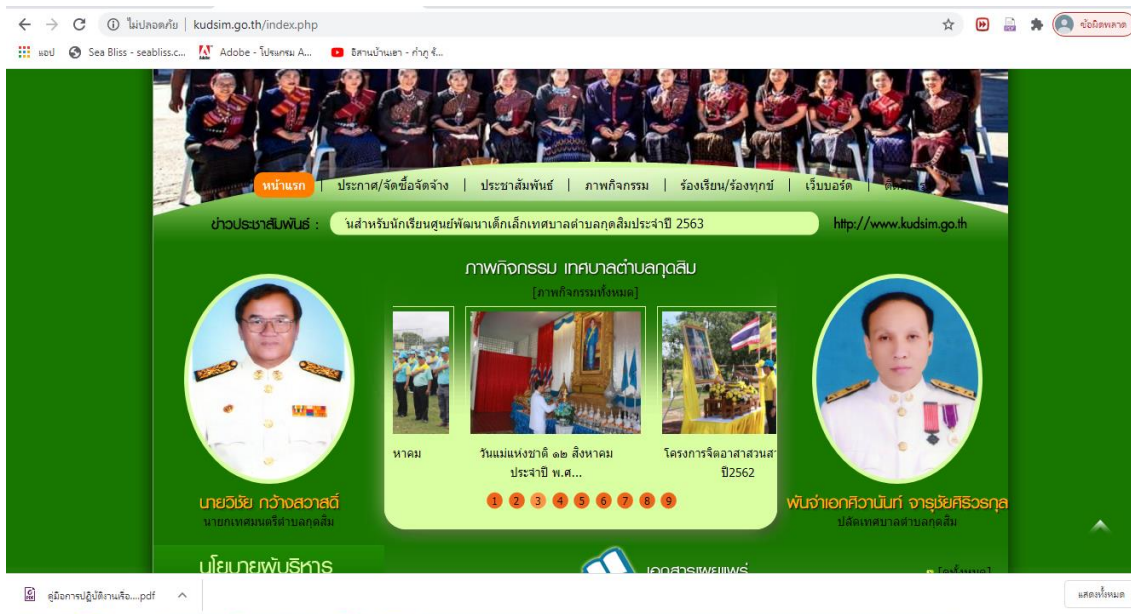 ไม่ปลอดภัย | kudsim.go.th/index.php
ข้อผิดพลาด
แอป Sea Bliss - seabliss.c... Adobe - โปรแกรม A...
หน้าแรก | ประกาศ/จัดซื้อจัดจ้าง | ประชาสัมพันธ์ | ภาพกิจกรรม | ร้องเรียน/ร้องทุกข์ | เว็บบอร์ด |
ข่าวประชาสัมพันธ์ : นสำหรับนักเรียนศูนย์พัฒนาเด็กเล็กเทศบาลตำบลกุดสิมประจำปี 2563 http://www.kudsim.go.th
ภาพกิจกรรม เทศบาลตำบลกุดสิม
[ภาพกิจกรรมทั้งหมด]
หาคม
วันแม่แห่งชาติ ๑๒ สิงหาคม
ประจำปี พ.ศ...
โครงการจิตอาสาสวนส
ปี2562
1 2 3 4 5 6 7 8 9
นายวิชัย กว้างสวาสดิ์
นายกเทศมนตรีตำบลกุดสิม
พันจ่าเอกศิวานันท์ จารุชัยศิริวรกุล
ปลัดเทศบาลตำบลกุดสิม
นโยบายผู้บริหาร
เอกสารเผยแพร่
[ดูทั้งหมด]
คู่มือการปฏิบัติงานเรื่อ....pdf
แสดงทั้งหมด